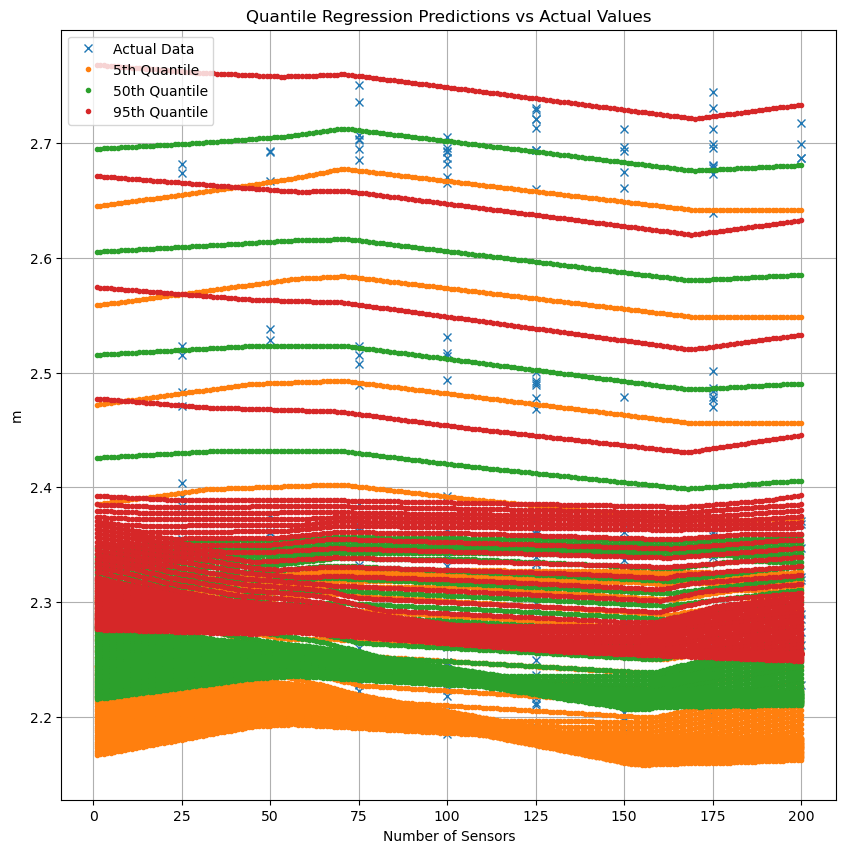 Quantile Regression Predictions vs Actual Values
Actual Data
5th Quantile
50th Quantile
95th Quantile
2.7
2.6
2.5
2.4
2.3
2.2
m
0 25 50 75 100 125 150 175 200
Number of Sensors